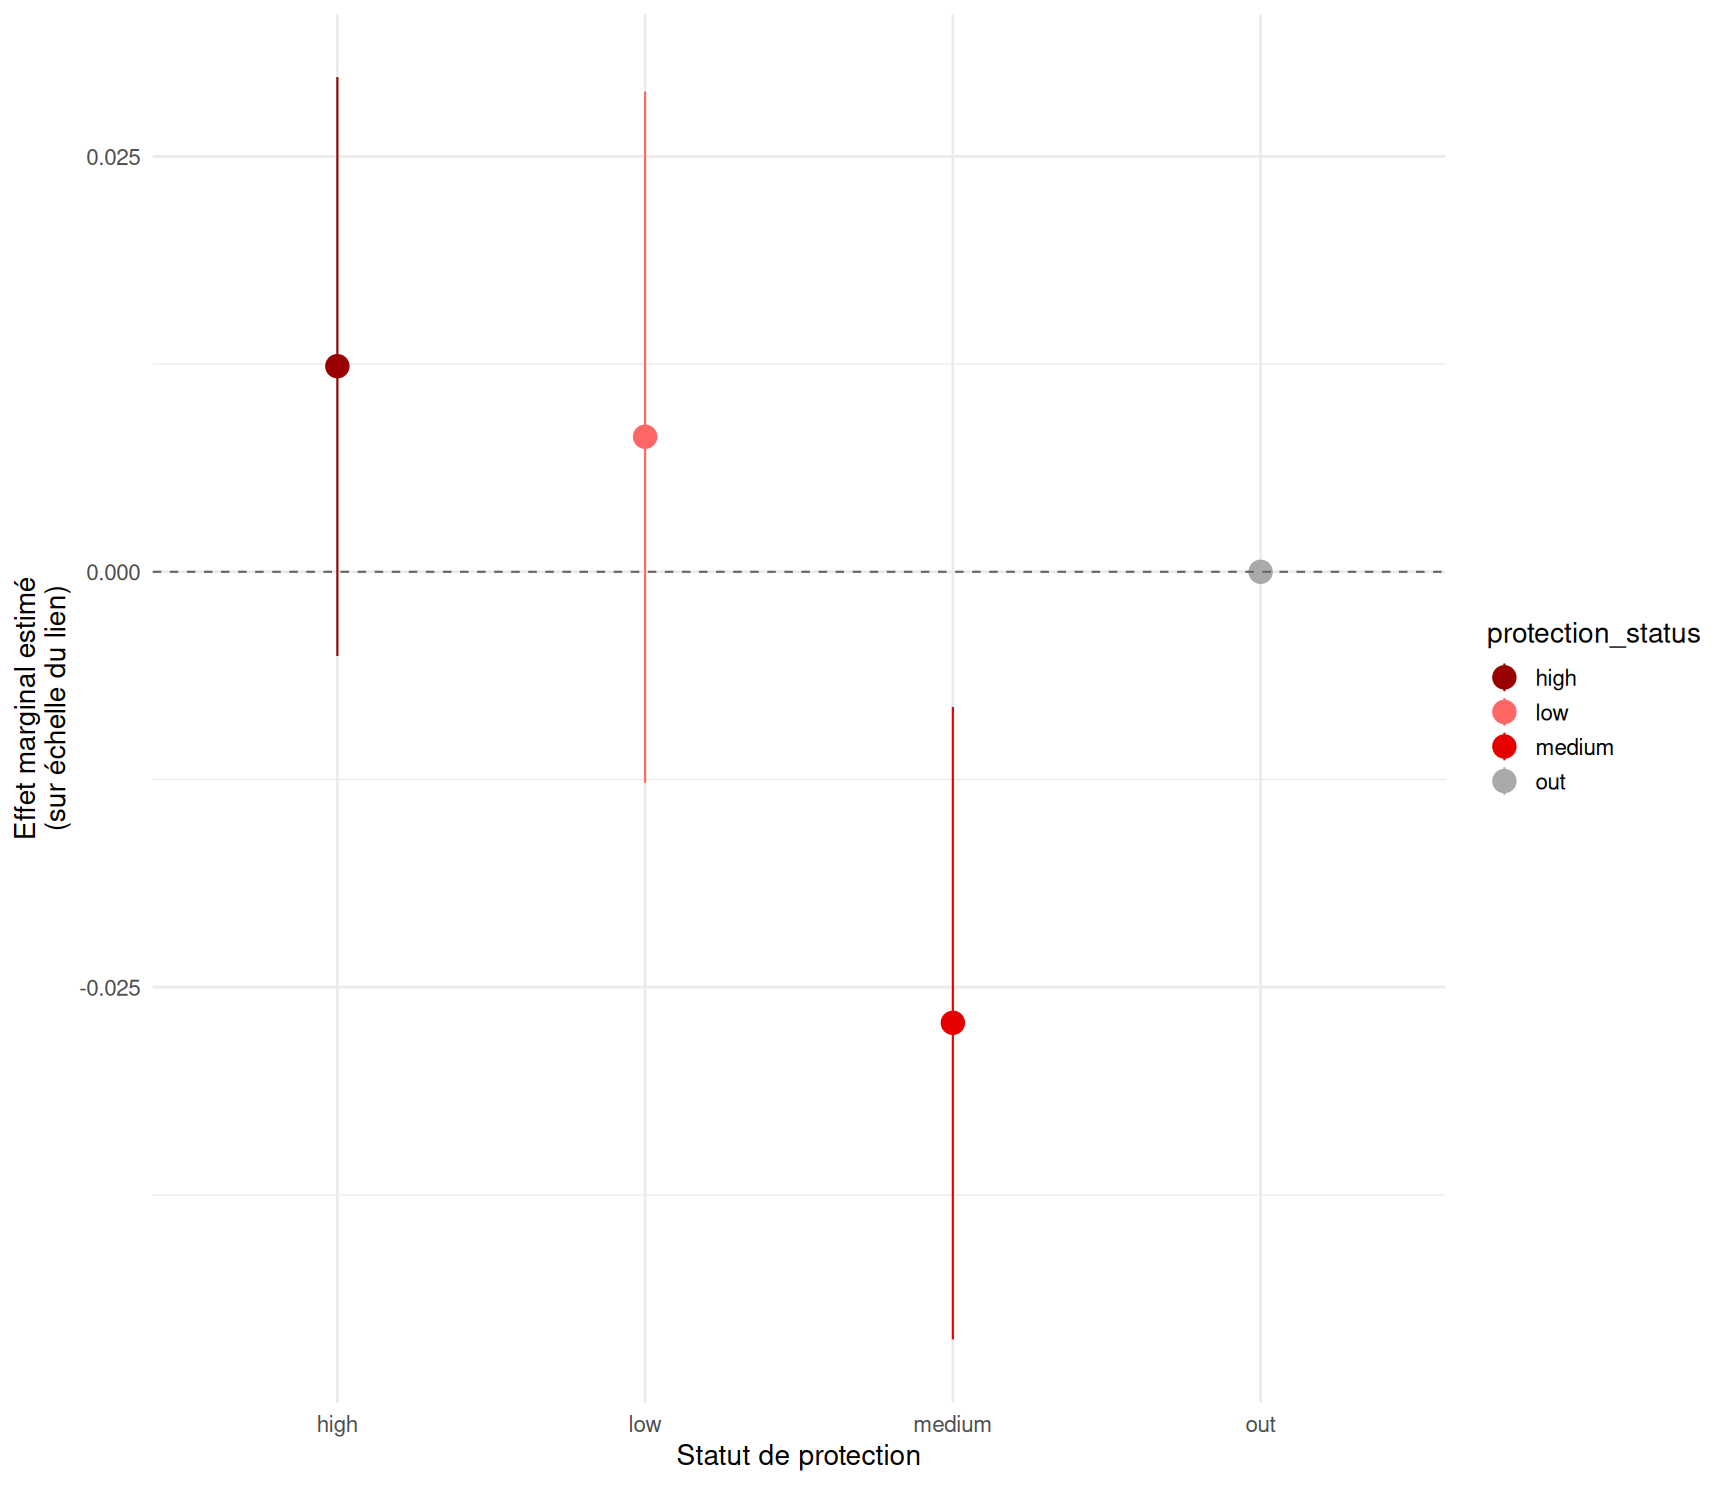 Effet marginal estimé
(sur échelle du lien)
0.025
0.000
-0.025
high
low
medium
out
Statut de protection
protection_status
high
low
medium
out